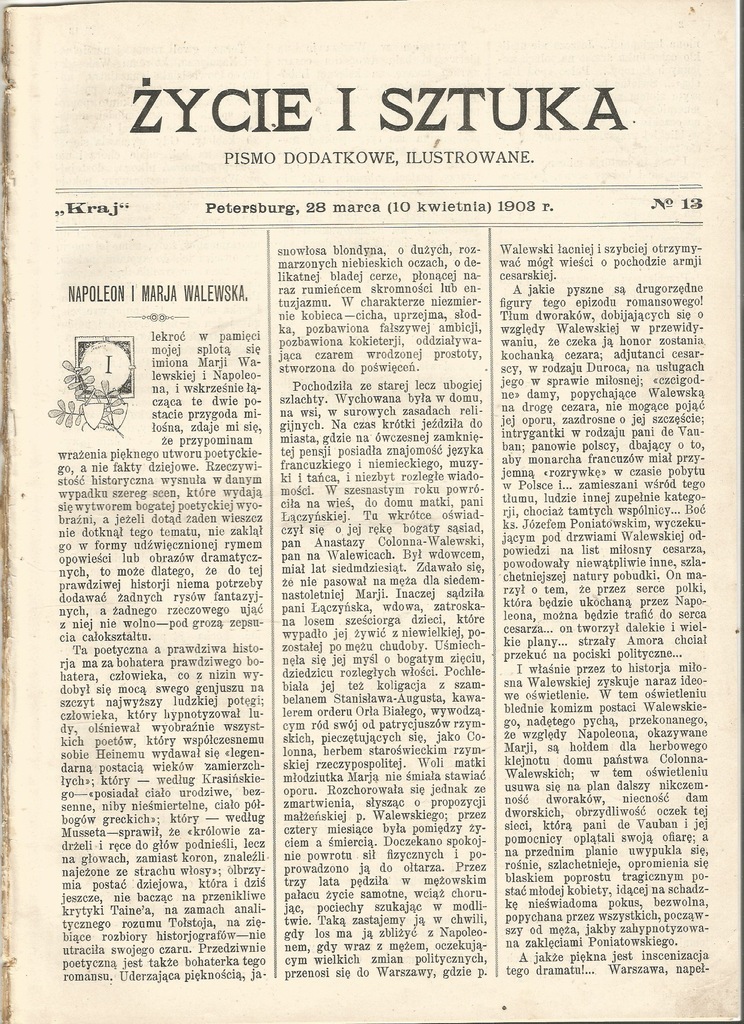 ŻYCIE I SZTUKA
PISMO DODATKOWE, ILUSTROWANE.
„Kraj“ Petersburg, 28 marca (10 kwietnia) 1903 r. № 13
NAPOLEON I MARJA WALEWSKA.
I
lekroć w pamięci
mojej splotą się
imiona Marji Wa-
lewskiej i Napoleo-
na, i wskrześnie łą-
cząca te dwie po-
stacie przygoda mi-
łośna, zdaje mi się,
że przypominam
wrażenia pięknego utworu poetyckie-
go, a nie fakty dziejowe. Rzeczywi-
stość historyczna wysnuła w danym
wypadku szereg scen, które wydają
się wytworem bogatej poetyckiej wyo-
braźni, a jeżeli dotąd żaden wieszcz
nie dotknął tego tematu, nie zaklął
go w formy udźwięcznionej rymem
opowieści lub obrazów dramatycz-
nych, to może dlatego, że do tej
prawdziwej historji niema potrzeby
dodawać żadnych rysów fantazyj-
nych, a żadnego rzeczowego ująć
z niej nie wolno—pod grozą zepsu-
cia całokształtu.
Ta poetyczna a prawdziwa histo-
rja ma za bohatera prawdziwego bo-
hatera, człowieka, co z nizin wy-
dobył się mocą swego genjuszu na
szczyt najwyższy ludzkiej potęgi;
człowieka, który hypnotyzował lu-
dy, olśniewał wyobraźnie wszyst-
kich poetów, który współczesnemu
sobie Heinemu wydawał się «legen-
darną postacią wieków zamierzch-
łych»; który — według Krasińskie-
go—«posiadał ciało urodziwe, bez-
senne, niby nieśmiertelne, ciało pół-
bogów greckich»; który — według
Musseta—sprawił, że «królowie za-
drżeli i ręce do głów podnieśli, lecz
na głowach, zamiast koron, znaleźli
najeżone ze strachu włosy»; olbrzy-
mia postać dziejowa, która i dziś
jeszcze, nie bacząc na przenikliwe
krytyki Taine'a, na zamach anali-
tycznego rozumu Tołstoja, na zię-
biące rozbiory historjografów—nie
utraciła swojego czaru. Przedziwnie
poetyczną jest także bohaterka tego
romansu. Uderzająca pięknością, ja-
snowłosa blondyna, o dużych, roz-
marzonych niebieskich oczach, o de-
likatnej bladej cerze, płonącej na-
raz rumieńcem skromności lub en-
tuzjazmu. W charakterze niezmier-
nie kobieca—cicha, uprzejma, słod-
ka, pozbawiona fałszywej ambicji,
pozbawiona kokieterji, oddziaływa-
jąca czarem wrodzonej prostoty,
stworzona do poświęceń.
Pochodziła ze starej lecz ubogiej
szlachty. Wychowana była w domu,
na wsi, w surowych zasadach reli-
gijnych. Na czas krótki jeździła do
miasta, gdzie na ówczesnej zamknię-
tej pensji posiadła znajomość języka
francuzkiego i niemieckiego, muzy-
ki i tańca, i niezbyt rozległe wiado-
mości. W szesnastym roku powró-
ciła na wieś, do domu matki, pani
Łączyńskiej. Tu wkrótce oświad-
czył się o jej rękę bogaty sąsiad,
pan Anastazy Colonna-Walewski,
pan na Walewicach. Był wdowcem,
miał lat siedmdziesiąt. Zdawało się,
że nie pasował na męża dla siedem-
nastoletniej Marji. Inaczej sądziła
pani Łączyńska, wdowa, zatroska-
na losem sześciorga dzieci, które
wypadło jej żywić z niewielkiej, po-
zostałej po mężu chudoby. Uśmiech-
nęła się jej myśl o bogatym zięciu,
dziedzicu rozległych włości. Pochle-
biała jej też koligacja z szam-
belanem Stanisława-Augusta, kawa-
lerem orderu Orła Białego, wywodzą-
cym ród swój od patrycjuszów rzym-
skich, pieczętujących się, jako Co-
lonna, herbem staroświeckim rzym-
skiej rzeczypospolitej. Woli matki
młodziutka Marja nie śmiała stawiać
oporu. Rozchorowała się jednak ze
zmartwienia, słysząc o propozycji
małżeńskiej p. Walewskiego; przez
cztery miesiące była pomiędzy ży-
ciem a śmiercią. Doczekano spokoj-
nie powrotu sił fizycznych i po-
prowadzono ją do ołtarza. Przez
trzy lata pędziła w mężowskim
pałacu życie samotne, wciąż choru-
jąc, pociechy szukając w modli-
twie. Taką zastajemy ją w chwili,
gdy los ma ją zbliżyć z Napoleo-
nem, gdy wraz z mężem, oczekują-
cym wielkich zmian politycznych,
przenosi się do Warszawy, gdzie p.
Walewski łacniej i szybciej otrzymy-
wać mógł wieści o pochodzie armji
cesarskiej.
A jakie pyszne są drugorzędne
figury tego epizodu romansowego!
Tłum dworaków, dobijających się o
względy Walewskiej w przewidy-
waniu, że czeka ją honor zostania
kochanką cezara; adjutanci cesar-
scy, w rodzaju Duroca, na usługach
jego w sprawie miłosnej; «czcigod-
ne» damy, popychające Walewską
na drogę cezara, nie mogące pojąć
jej oporu, zazdrosne o jej szczęście;
intrygantki w rodzaju pani de Vau-
ban; panowie polscy, dbający o to,
aby monarcha francuzów miał przy-
jemną «rozrywkę» w czasie pobytu
w Polsce i... zamieszani wśród tego
tłumu, ludzie innej zupełnie katego-
rji, chociaż tamtych wspólnicy... Boć
ks. Józefem Poniatowskim, wyczeku-
jącym pod drzwiami Walewskiej od-
powiedzi na list miłosny cesarza,
powodowały niewątpliwie inne, szla-
chetniejszej natury pobudki. On ma-
rzył o tem, że przez serce polki,
która będzie ukochaną przez Napo-
leona, można będzie trafić do serca
cesarza... on tworzył dalekie i wiel-
kie plany... strzały Amora chciał
przekuć na pociski polityczne...
I właśnie przez to historja miło-
sna Walewskiej zyskuje naraz ideo-
we oświetlenie. W tem oświetleniu
blednie komizm postaci Walewskie-
go, nadętego pychą, przekonanego,
że względy Napoleona, okazywane
Marji, są hołdem dla herbowego
klejnotu domu państwa Colonna-
Walewskich; w tem oświetleniu
usuwa się na plan dalszy nikczem-
ność dworaków, niecność dam
dworskich, obrzydliwość oczek tej
sieci, którą pani de Vauban i jej
pomocnicy oplątali swoją ofiarę; a
na przednim planie uwypukla się,
rośnie, szlachetnieje, opromienia się
blaskiem poprostu tragicznym po-
stać młodej kobiety, idącej na schadz-
kę nieświadoma pokus, bezwolna,
popychana przez wszystkich, począw-
szy od męża, jakby zahypnotyzowa-
na zaklęciami Poniatowskiego.
A jakże piękna jest inscenizacja
tego dramatu!... Warszawa, napeł-